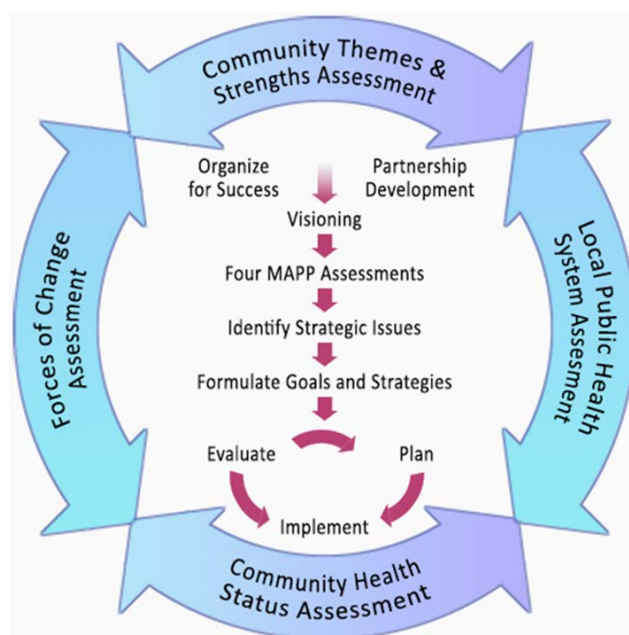 Community Themes &
Strengths Assessment
Organize
for Success
Partnership
Development
Visioning
Four MAPP Assessments
Identify Strategic Issues
Formulate Goals and Strategies
Evaluate
Plan
Implement
Forces of Change
Assessment
Local Public Health
System Assesment
Community Health
Status Assessment